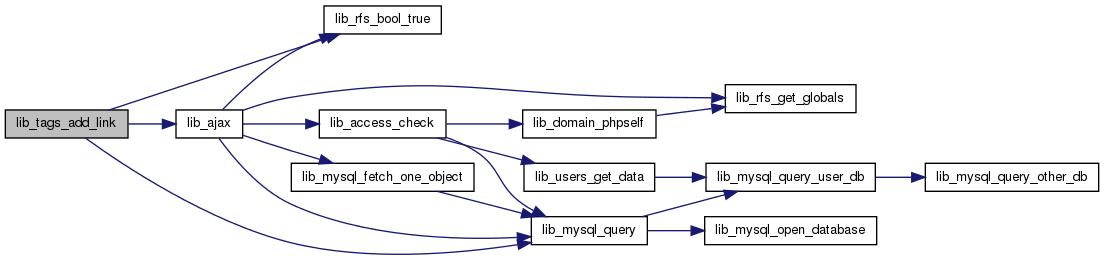 lib_rfs_bool_true
lib_rfs_get_globals
lib_tags_add_link
lib_ajax
lib_access_check
lib_domain_phpself
lib_mysql_fetch_one_object
lib_users_get_data
lib_mysql_query_user_db
lib_mysql_query_other_db
lib_mysql_query
lib_mysql_open_database